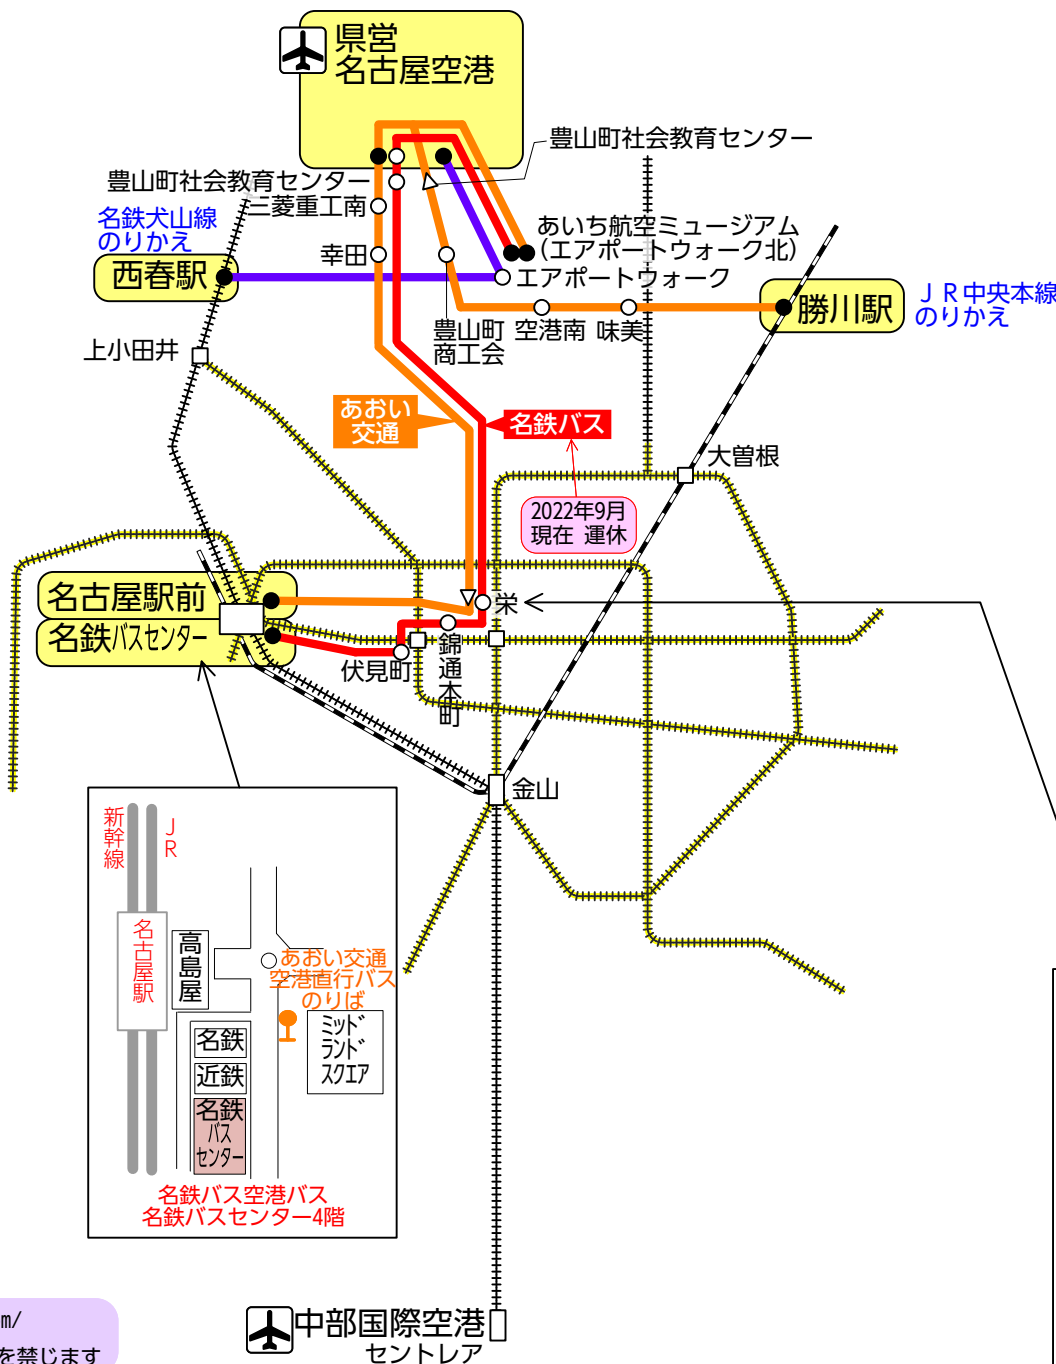 県営
名古屋空港
豊山町社会教育センター
豊山町社会教育センター
三菱重工南
名鉄犬山線
のりかえ
幸田
あいち航空ミュージアム
(エアポートウォーク北)
西春駅
エアポートウォーク
勝川駅
JR中央本線
のりかえ
豊山町
商工会
空港南
味美
上小田井
あおい
交通
名鉄バス
大曽根
2022年9月
現在 運休
名古屋駅前
名鉄バスセンター
栄
伏見町
錦通本町
金山
新幹線
JR
名古屋駅
高島屋
あおい交通
空港直行バス
のりば
ミッド
ランド
スクエア
名鉄
近鉄
名鉄
バス
センター
名鉄バス空港バス
名鉄バスセンター4階
m/
を禁じます
中部国際空港
セントレア